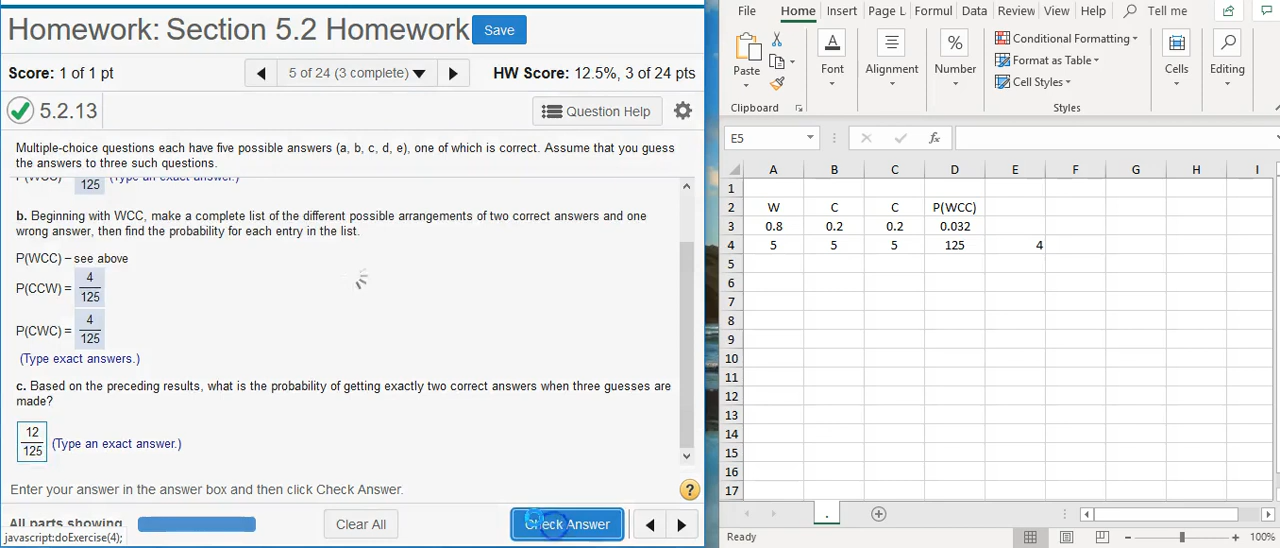 Homework: Section 5.2 Homework Save
Score: 1 of 1 pt 5 of 24 (3 complete) HW Score: 12.5%, 3 of 24 pts
5.2.13 Question Help
Multiple-choice questions each have five possible answers (a, b, c, d, e), one of which is correct. Assume that you guess
the answers to three such questions.
P(WCC) = 125 (Type an exact answer.)
b. Beginning with WCC, make a complete list of the different possible arrangements of two correct answers and one
wrong answer, then find the probability for each entry in the list.
P(WCC) – see above
P(CCW) = 4/125
P(CWC) = 4/125
(Type exact answers.)
c. Based on the preceding results, what is the probability of getting exactly two correct answers when three guesses are
made?
12/125 (Type an exact answer.)
Enter your answer in the answer box and then click Check Answer.
All parts showing Clear All Check Answer
javascript:doExercise(4);
File Home Insert Page L Formul Data Review View Help Tell me
Paste Font Alignment Number Conditional Formatting Cells Editing
Format as Table
Cell Styles
Clipboard Styles
E5 fx
A B C D E F G H I
1
2 W C C P(WCC)
3 0.8 0.2 0.2 0.032
4 5 5 5 125 4
5
6
7
8
9
10
11
12
13
14
15
16
17
.
Ready 100%